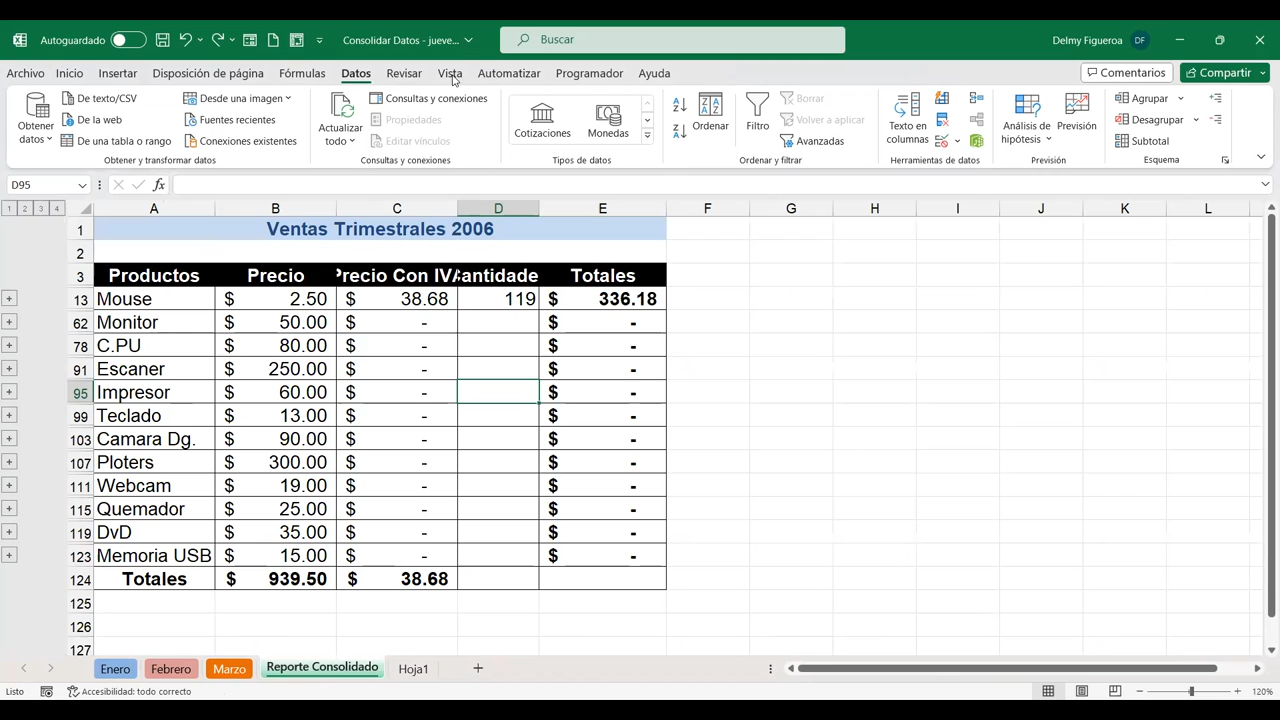 Autoguardado
Consolidar Datos - jueve...
Buscar
Delmy Figueroa DF
Archivo Inicio Insertar Disposición de página Fórmulas Datos Revisar Vista Automatizar Programador Ayuda
Comentarios Compartir
Obtener datos
De texto/CSV
De la web
De una tabla o rango
Desde una imagen
Fuentes recientes
Conexiones existentes
Obtener y transformar datos
Actualizar todo
Consultas y conexiones
Propiedades
Editar vínculos
Consultas y conexiones
Cotizaciones Monedas
Tipos de datos
Ordenar
Filtro
Borrar
Volver a aplicar
Avanzadas
Ordenar y filtrar
Texto en columnas
Herramientas de datos
Análisis de hipótesis
Previsión
Previsión
Agrupar
Desagrupar
Subtotal
Esquema
D95 fx
1 2 3 4 A B C D E F G H I J K L
1 Ventas Trimestrales 2006
2
3 Productos Precio Precio Con IVA Cantidade Totales
13 Mouse $ 2.50 $ 38.68 119 $ 336.18
62 Monitor $ 50.00 $ - $ -
78 C.PU $ 80.00 $ - $ -
91 Escaner $ 250.00 $ - $ -
95 Impresor $ 60.00 $ - $ -
99 Teclado $ 13.00 $ - $ -
103 Camara Dg. $ 90.00 $ - $ -
107 Ploters $ 300.00 $ - $ -
111 Webcam $ 19.00 $ - $ -
115 Quemador $ 25.00 $ - $ -
119 DvD $ 35.00 $ - $ -
123 Memoria USB $ 15.00 $ - $ -
124 Totales $ 939.50 $ 38.68
125
126
127
Enero Febrero Marzo Reporte Consolidado Hoja1
Listo Accesibilidad: todo correcto 120%